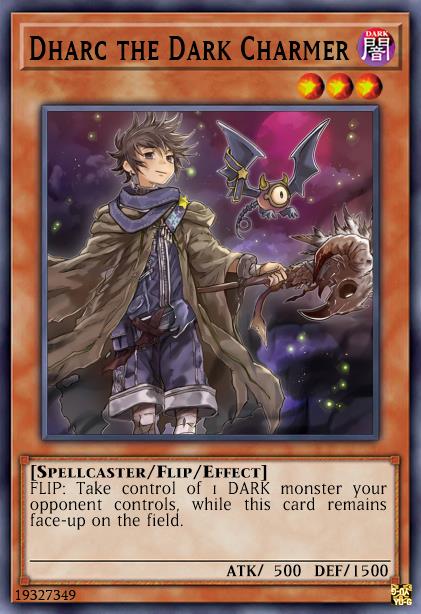 Dharc the Dark Charmer
DARK
闇
[Spellcaster/Flip/Effect]
FLIP: Take control of 1 DARK monster your
opponent controls, while this card remains
face-up on the field.
ATK/ 500 DEF/1500
19327349